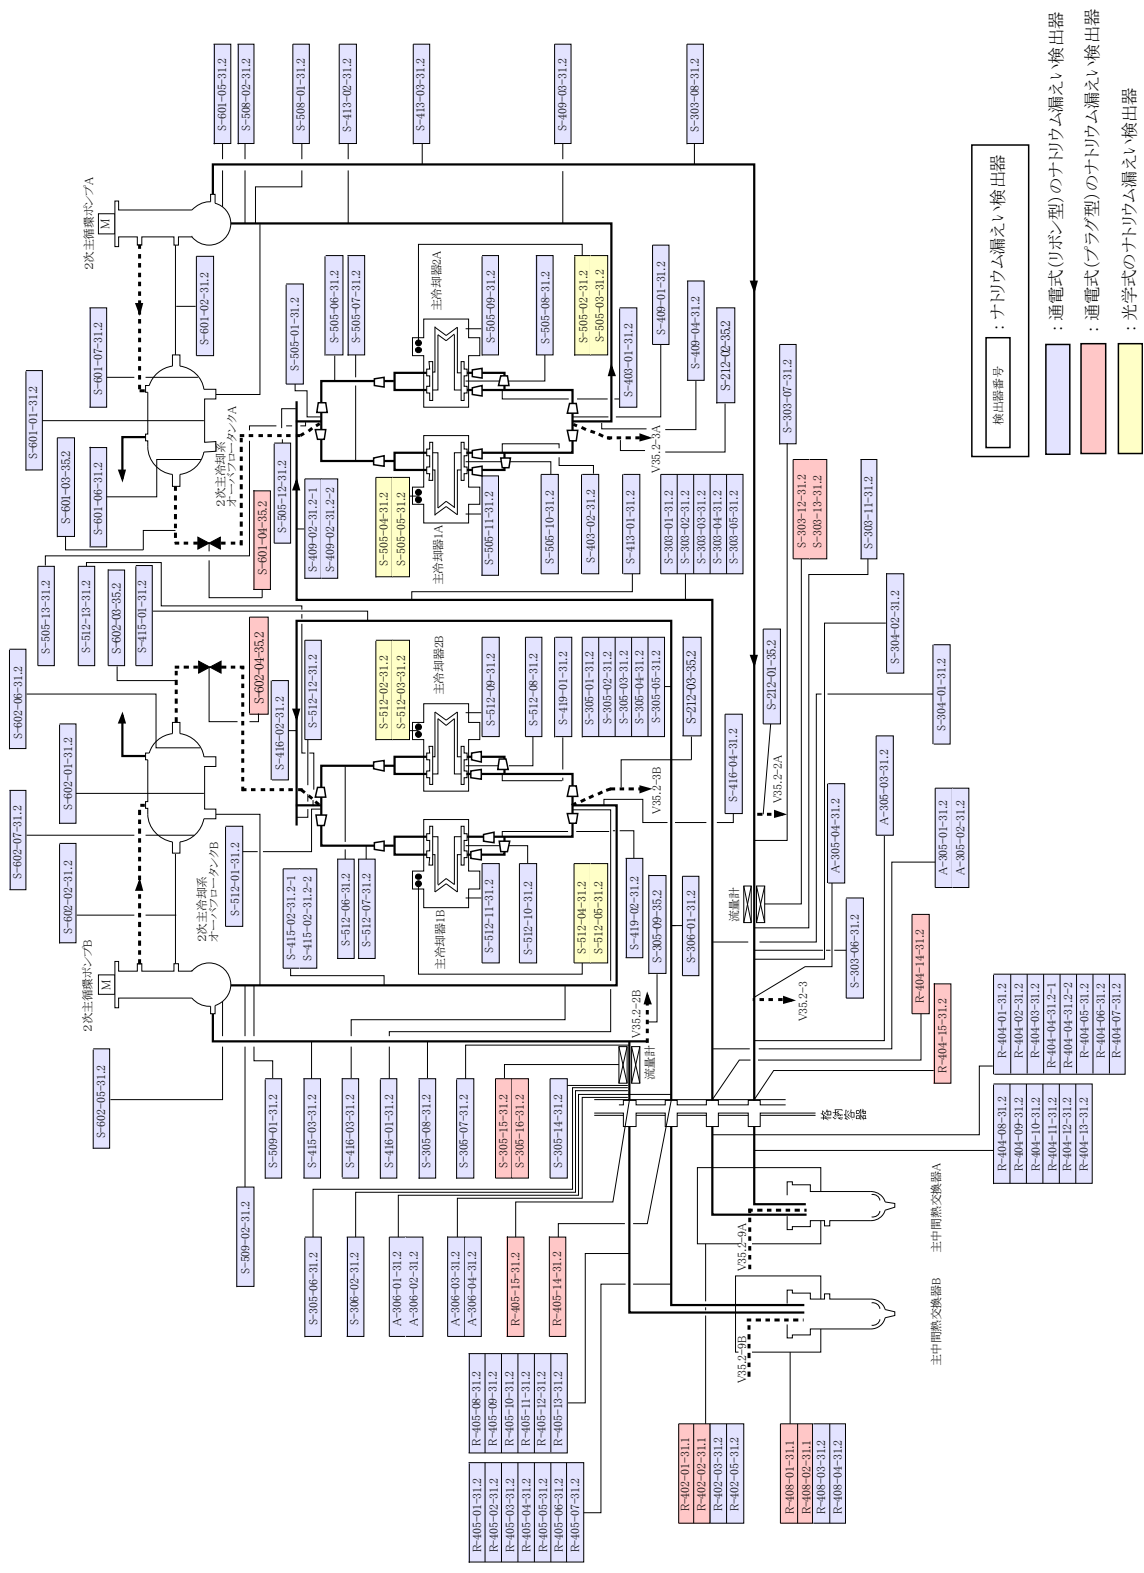 S-601-05-31.2
S-508-02-31.2
S-508-01-31.2
S-413-02-31.2
S-413-03-31.2
S-409-03-31.2
S-303-08-31.2
2次主循環ポンプA
M
S-601-02-31.2
S-601-07-31.2
S-601-01-31.2
S-601-03-35.2
S-601-06-31.2
2次主冷却系
オーバフロータンクA
S-601-04-35.2
S-505-01-31.2
S-505-06-31.2
S-505-07-31.2
主冷却器2A
S-505-09-31.2
S-505-08-31.2
S-505-02-31.2
S-505-03-31.2
S-403-01-31.2
S-409-01-31.2
S-409-04-31.2
S-212-02-35.2
V35.2-3A
S-505-12-31.2
S-409-02-31.2-1
S-409-02-31.2-2
S-505-04-31.2
S-505-05-31.2
主冷却器1A
S-505-11-31.2
S-505-10-31.2
S-403-02-31.2
S-413-01-31.2
S-303-01-31.2
S-303-02-31.2
S-303-03-31.2
S-303-04-31.2
S-303-05-31.2
S-303-07-31.2
S-303-12-31.2
S-303-13-31.2
S-303-11-31.2
S-304-02-31.2
S-304-01-31.2
S-505-13-31.2
S-512-13-31.2
S-602-03-35.2
S-415-01-31.2
S-602-04-35.2
S-602-06-31.2
S-602-01-31.2
S-602-07-31.2
S-602-02-31.2
2次主冷却系
オーバフロータンクB
S-512-01-31.2
S-416-02-31.2
S-512-12-31.2
S-512-02-31.2
S-512-03-31.2
主冷却器2B
S-512-09-31.2
S-512-08-31.2
S-419-01-31.2
S-305-01-31.2
S-305-02-31.2
S-305-03-31.2
S-305-04-31.2
S-305-05-31.2
S-212-03-35.2
V35.2-3B
S-416-04-31.2
S-212-01-35.2
V35.2-2A
A-305-04-31.2
A-305-03-31.2
A-305-01-31.2
A-305-02-31.2
2次主循環ポンプB
M
S-415-02-31.2-1
S-415-02-31.2-2
S-512-06-31.2
S-512-07-31.2
主冷却器1B
S-512-11-31.2
S-512-10-31.2
S-512-04-31.2
S-512-05-31.2
S-419-02-31.2
S-305-09-35.2
S-306-01-31.2
V35.2-2B
流量計
流量計
S-303-06-31.2
V35.2-3
R-404-14-31.2
R-404-15-31.2
R-404-01-31.2
R-404-02-31.2
R-404-03-31.2
R-404-04-31.2-1
R-404-04-31.2-2
R-404-05-31.2
R-404-06-31.2
R-404-07-31.2
R-404-08-31.2
R-404-09-31.2
R-404-10-31.2
R-404-11-31.2
R-404-12-31.2
R-404-13-31.2
格納容器
S-602-05-31.2
S-509-02-31.2
S-509-01-31.2
S-415-03-31.2
S-416-03-31.2
S-416-01-31.2
S-305-08-31.2
S-305-07-31.2
S-305-15-31.2
S-305-16-31.2
S-305-14-31.2
S-305-06-31.2
S-306-02-31.2
A-306-01-31.2
A-306-02-31.2
A-306-03-31.2
A-306-04-31.2
R-405-15-31.2
R-405-14-31.2
R-405-08-31.2
R-405-09-31.2
R-405-10-31.2
R-405-11-31.2
R-405-12-31.2
R-405-13-31.2
R-405-01-31.2
R-405-02-31.2
R-405-03-31.2
R-405-04-31.2
R-405-05-31.2
R-405-06-31.2
R-405-07-31.2
V35.2-9A
主中間熱交換器A
V35.2-9B
主中間熱交換器B
R-402-01-31.1
R-402-02-31.1
R-402-03-31.2
R-402-05-31.2
R-408-01-31.1
R-408-02-31.1
R-408-03-31.2
R-408-04-31.2
検出器番号 ：ナトリウム漏えい検出器
：通電式(リボン型)のナトリウム漏えい検出器
：通電式(プラグ型)のナトリウム漏えい検出器
：光学式のナトリウム漏えい検出器